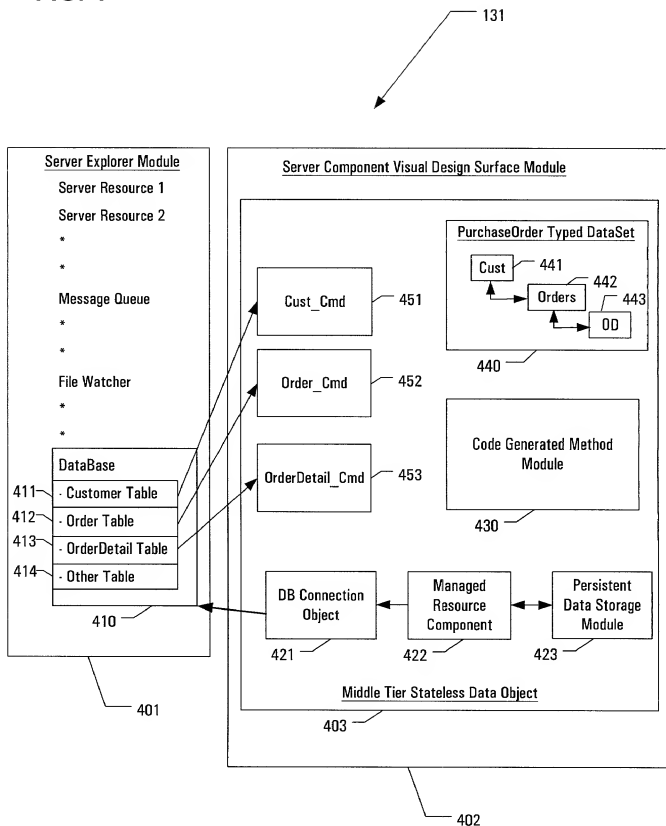 131
Server Explorer Module
Server Resource 1
Server Resource 2
*
*
Message Queue
*
*
File Watcher
*
*
DataBase
411
- Customer Table
412
- Order Table
413
- OrderDetail Table
414
- Other Table
410
401
Server Component Visual Design Surface Module
PurchaseOrder Typed DataSet
Cust
441
442
Orders
443
OD
440
Cust_Cmd
451
Order_Cmd
452
OrderDetail_Cmd
453
Code Generated Method
Module
430
DB Connection
Object
421
Managed
Resource
Component
422
Persistent
Data Storage
Module
423
Middle Tier Stateless Data Object
403
402